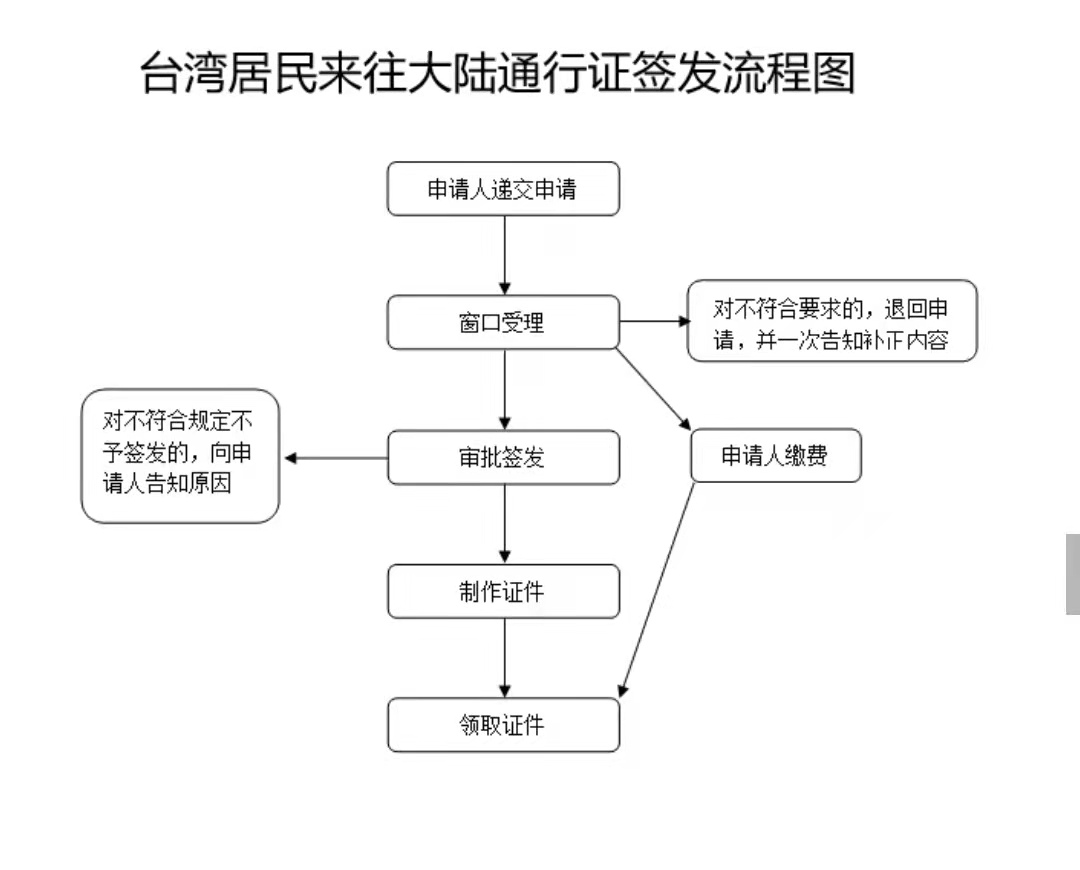 台湾居民来往大陆通行证签发流程图
申请人递交申请
窗口受理
对不符合要求的，退回申
请，并一次告知补正内容
对不符合规定不
予签发的，向申
请人告知原因
审批签发
申请人缴费
制作证件
领取证件